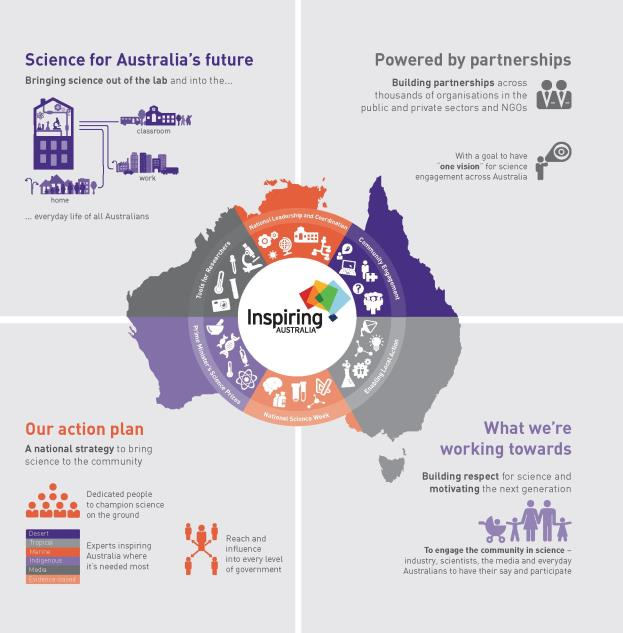 Science for Australia's future
Bringing science out of the lab and into the...
classroom
work
home
... everyday life of all Australians
Powered by partnerships
Building partnerships across
thousands of organisations in the
public and private sectors and NGOs
With a goal to have
"one vision" for science
engagement across Australia
National Leadership and Coordination
Community Engagement
Enabling Local Action
National Science Week
Prime Minister's Science Prizes
Tools for Researchers
Inspiring
AUSTRALIA
Our action plan
A national strategy to bring
science to the community
Dedicated people
to champion science
on the ground
Desert
Tropical
Marine
Indigenous
Media
Evidence-based
Experts inspiring
Australia where
it's needed most
Reach and
influence
into every level
of government
What we're
working towards
Building respect for science and
motivating the next generation
To engage the community in science –
industry, scientists, the media and everyday
Australians to have their say and participate